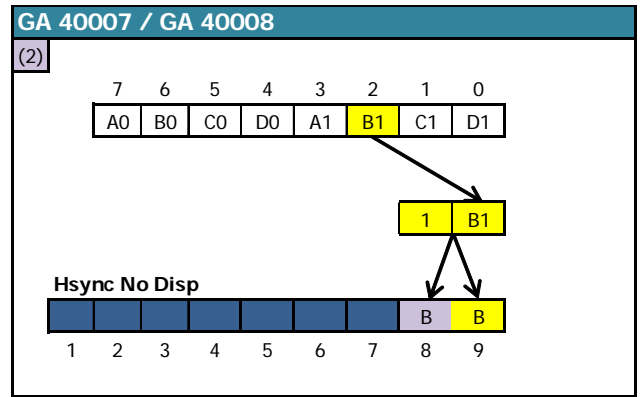 GA 40007 / GA 40008
(2)
7 6 5 4 3 2 1 0
A0 B0 C0 D0 A1 B1 C1 D1
1 B1
Hsync No Disp
B B
1 2 3 4 5 6 7 8 9